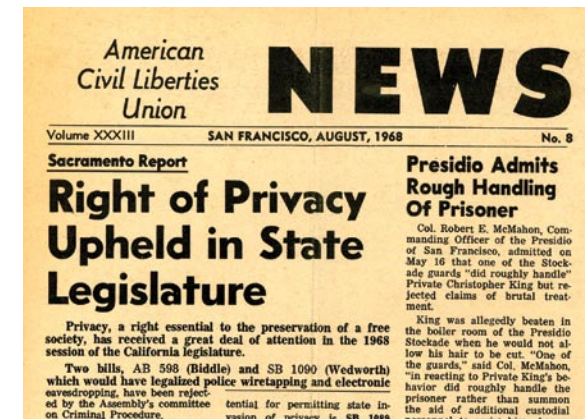 American
Civil Liberties
Union
NEWS
Volume XXXIII
SAN FRANCISCO, AUGUST, 1968
No. 8
Sacramento Report
Right of Privacy
Upheld in State
Legislature
Privacy, a right essential to the preservation of a free
society, has received a great deal of attention in the 1968
session of the California legislature.
Two bills, AB 598 (Biddle) and SB 1090 (Wedworth)
which would have legalized police wiretapping and electronic
eavesdropping, have been reject-
ed by the Assembly's committee
on Criminal Procedure.
tential for permitting state in-
vasion of privacy is SB 1088
Presidio Admits
Rough Handling
Of Prisoner
Col. Robert E. McMahon, Com-
manding Officer of the Presidio
of San Francisco, admitted on
May 16 that one of the Stock-
ade guards "did roughly handle"
Private Christopher King but re-
jected claims of brutal treat-
ment.
King was allegedly beaten in
the boiler room of the Presidio
Stockade when he would not al-
low his hair to be cut. "One of
the guards," said Col. McMahon,
"in reacting to Private King's be-
havior did roughly handle the
prisoner rather than summon
the aid of additional custodial